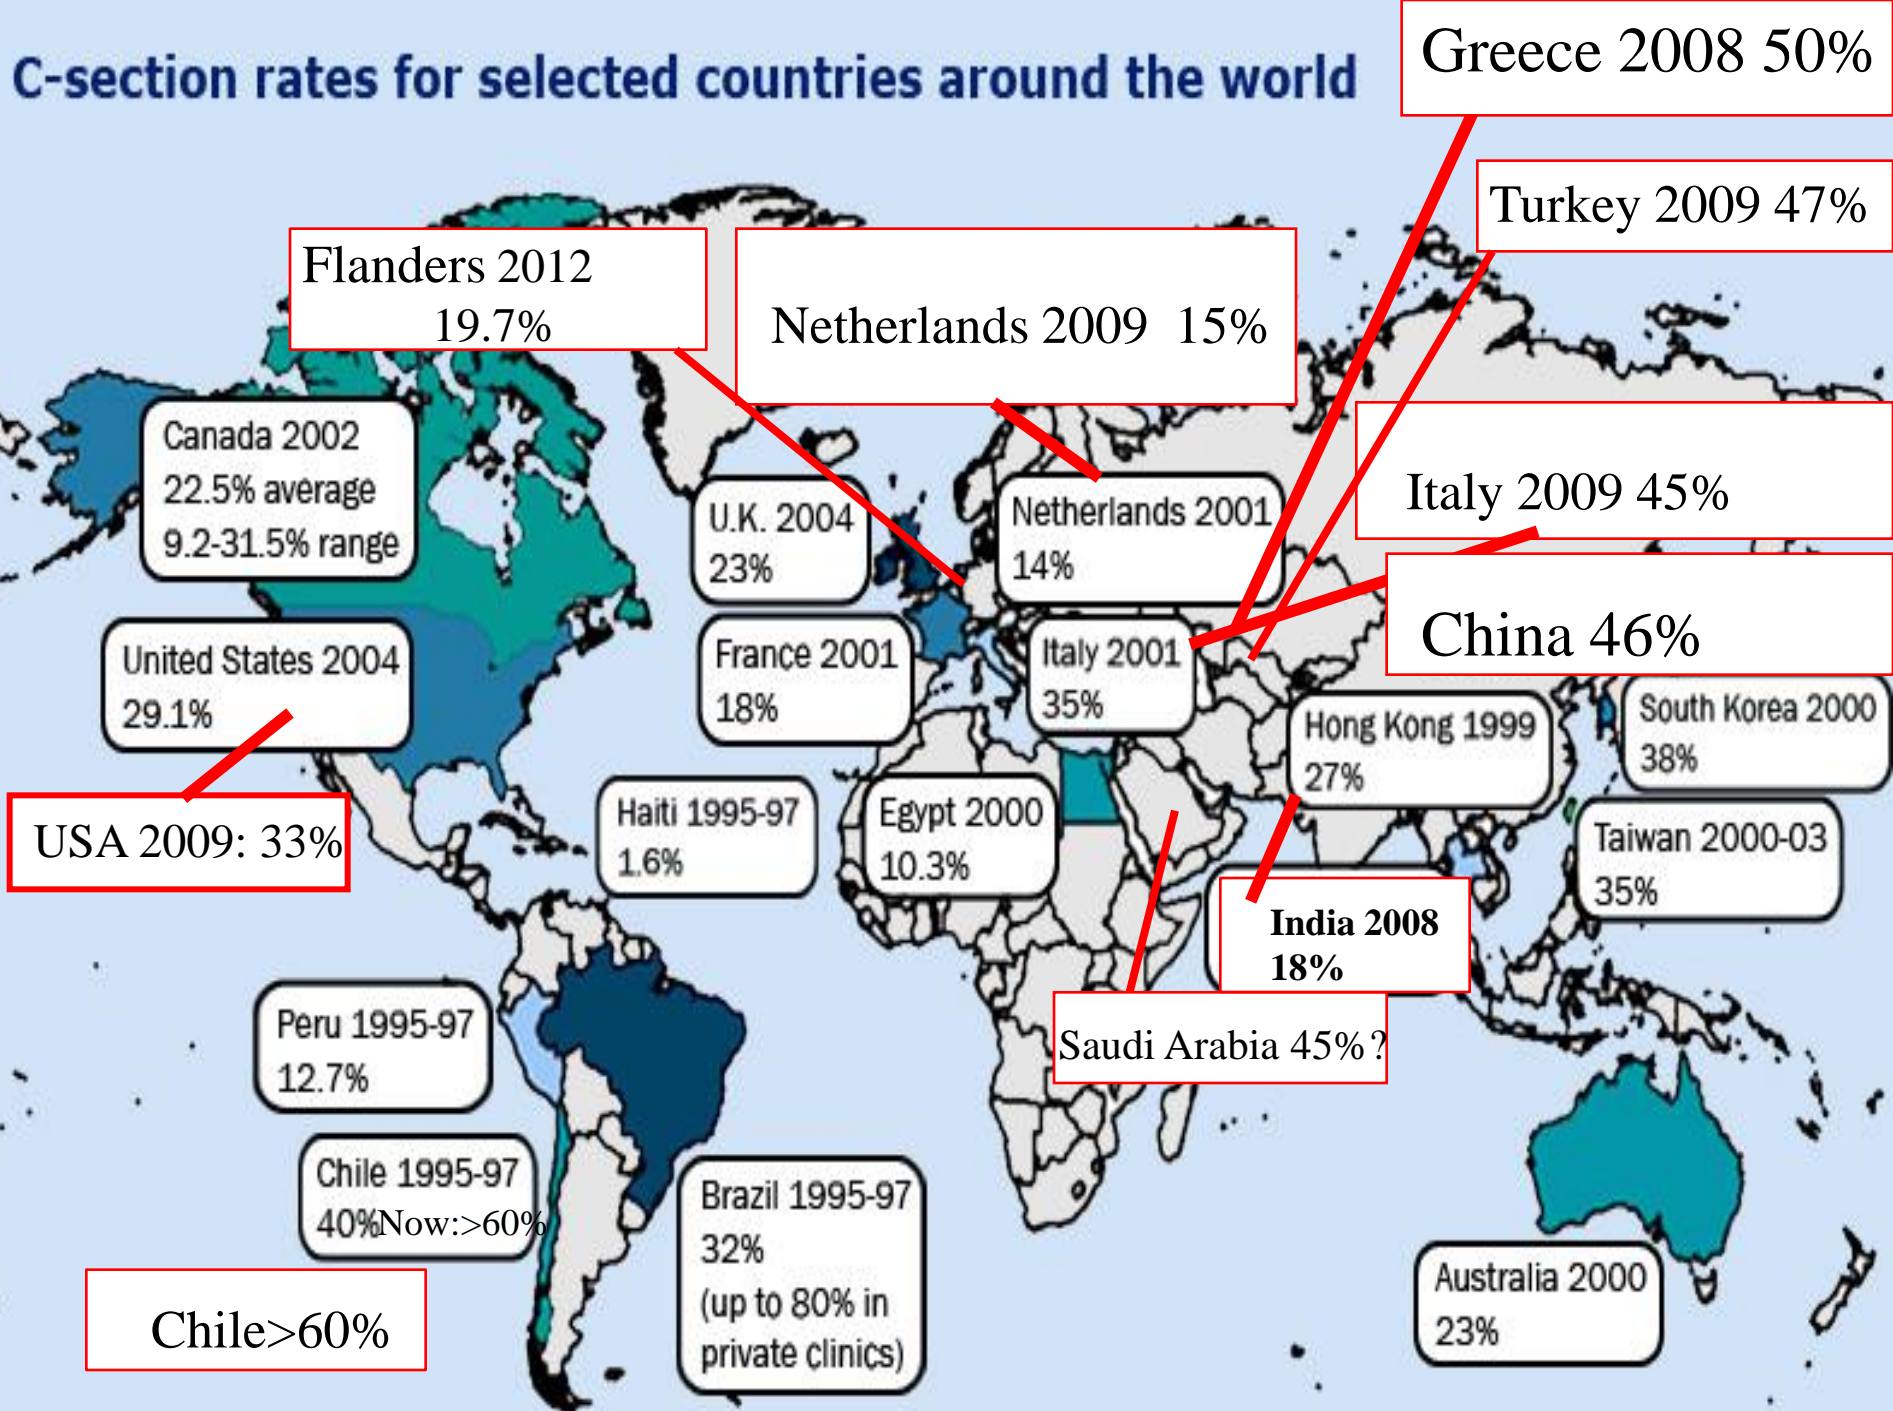 C-section rates for selected countries around the world
Greece 2008 50%
Turkey 2009 47%
Flanders 2012
19.7%
Netherlands 2009 15%
Italy 2009 45%
China 46%
Canada 2002
22.5% average
9.2-31.5% range
U.K. 2004
23%
Netherlands 2001
14%
United States 2004
29.1%
France 2001
18%
Italy 2001
35%
Hong Kong 1999
27%
South Korea 2000
38%
USA 2009: 33%
Haiti 1995-97
1.6%
Egypt 2000
10.3%
Taiwan 2000-03
35%
India 2008
18%
Saudi Arabia 45%?
Peru 1995-97
12.7%
Chile 1995-97
40%Now:>60%
Chile>60%
Brazil 1995-97
32%
(up to 80% in
private clinics)
Australia 2000
23%